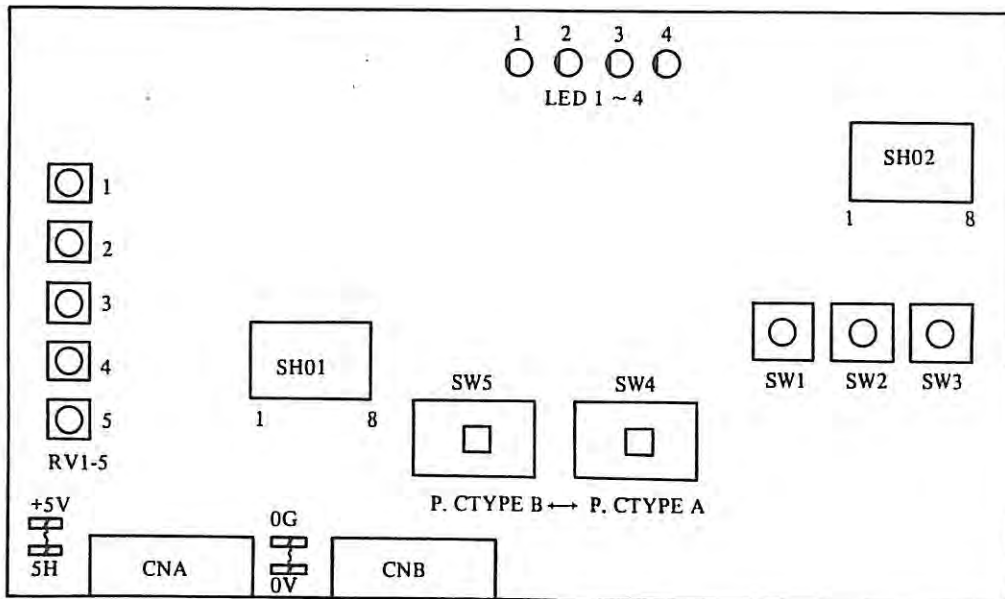 1 2 3 4
LED 1 ~ 4
SH02
1 8
1
2
3
4
5
RV1-5
SH01
1 8
SW1 SW2 SW3
SW5 SW4
P. CTYPE B ↔ P. CTYPE A
+5V
5H
CNA
0G
0V
CNB